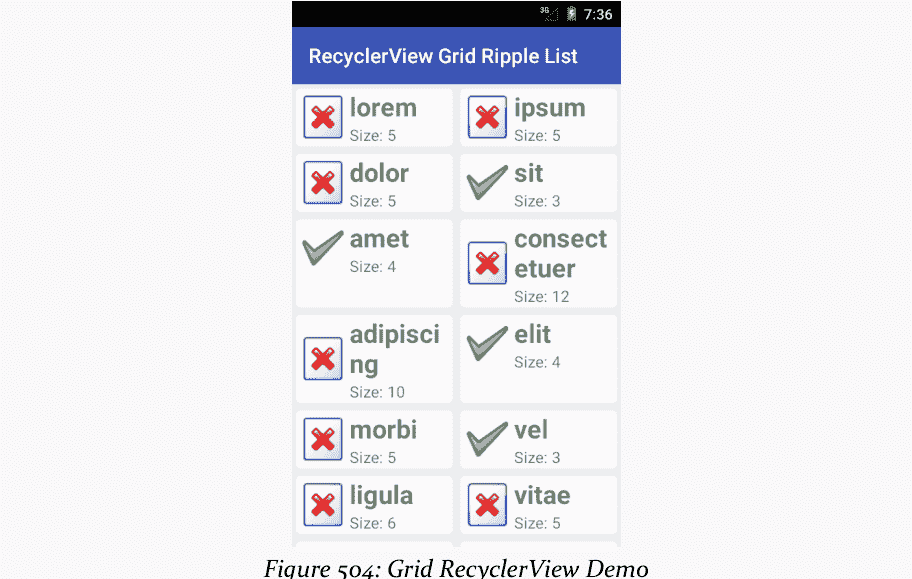 3G 7:36
RecyclerView Grid Ripple List
lorem ipsum
Size: 5 Size: 5
dolor sit
Size: 5 Size: 3
amet consect
Size: 4 etuer
Size: 12
adipisci elit
ng Size: 4
Size: 10
morbi vel
Size: 5 Size: 3
ligula vitae
Size: 6 Size: 5
Figure 504: Grid RecyclerView Demo